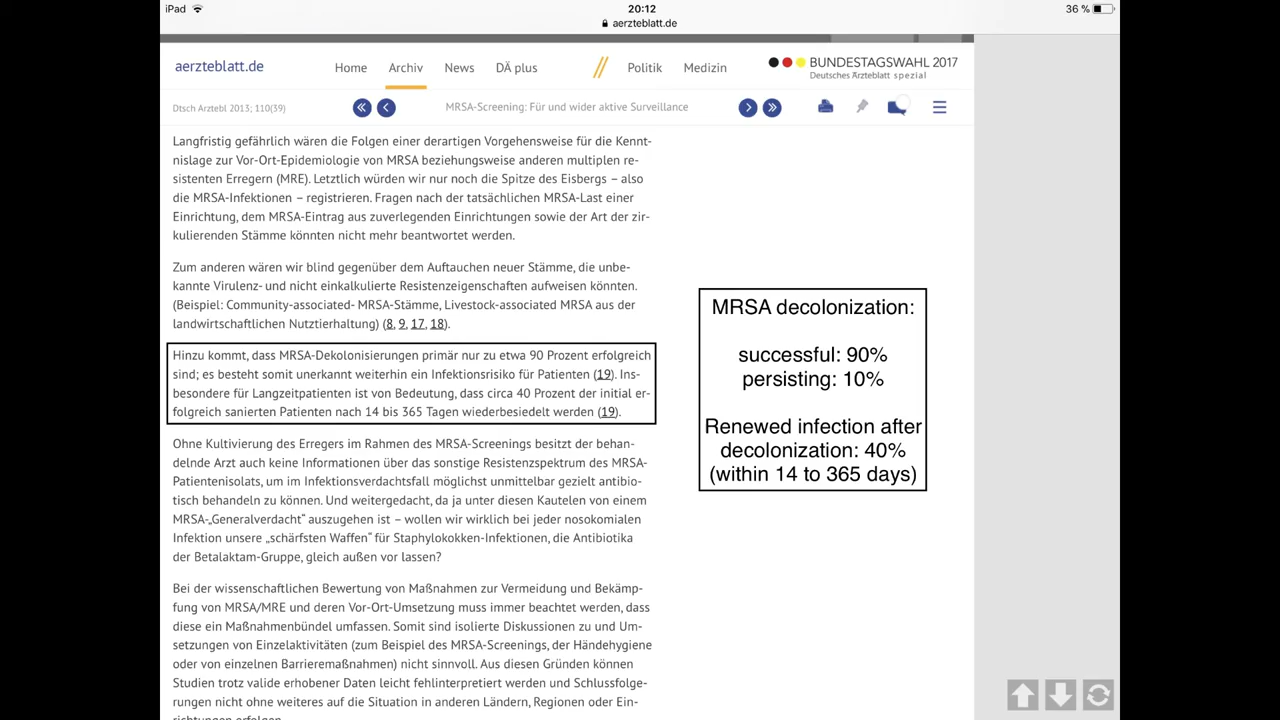 iPad
20:12
36 %
aerzteblatt.de
aerzteblatt.de
Home
Archiv
News
DÄ plus
//
Politik
Medizin
BUNDESTAGSWAHL 2017
Deutsches Ärzteblatt spezial
Dtsch Arztebl 2013; 110(39)
MRSA-Screening: Für und wider aktive Surveillance
Langfristig gefährlich wären die Folgen einer derartigen Vorgehensweise für die Kennt-
nislage zur Vor-Ort-Epidemiologie von MRSA beziehungsweise anderen multiplen re-
sistenten Erregern (MRE). Letztlich würden wir nur noch die Spitze des Eisbergs – also
die MRSA-Infektionen – registrieren. Fragen nach der tatsächlichen MRSA-Last einer
Einrichtung, dem MRSA-Eintrag aus zuverlegenden Einrichtungen sowie der Art der zir-
kulierenden Stämme könnten nicht mehr beantwortet werden.
Zum anderen wären wir blind gegenüber dem Auftauchen neuer Stämme, die unbe-
kannte Virulenz- und nicht einkalkulierte Resistenzeigenschaften aufweisen könnten.
(Beispiel: Community-associated- MRSA-Stämme, Livestock-associated MRSA aus der
landwirtschaftlichen Nutztierhaltung) (8, 9, 17, 18).
Hinzu kommt, dass MRSA-Dekolonisierungen primär nur zu etwa 90 Prozent erfolgreich
sind; es besteht somit unerkannt weiterhin ein Infektionsrisiko für Patienten (19). Ins-
besondere für Langzeitpatienten ist von Bedeutung, dass circa 40 Prozent der initial er-
folgreich sanierten Patienten nach 14 bis 365 Tagen wiederbesiedelt werden (19).
Ohne Kultivierung des Erregers im Rahmen des MRSA-Screenings besitzt der behan-
delnde Arzt auch keine Informationen über das sonstige Resistenzspektrum des MRSA-
Patientenisolats, um im Infektionsverdachtsfall möglichst unmittelbar gezielt antibio-
tisch behandeln zu können. Und weitergedacht, da ja unter diesen Kautelen von einem
MRSA-„Generalverdacht“ auszugehen ist – wollen wir wirklich bei jeder nosokomialen
Infektion unsere „schärfsten Waffen“ für Staphylokokken-Infektionen, die Antibiotika
der Betalaktam-Gruppe, gleich außen vor lassen?
Bei der wissenschaftlichen Bewertung von Maßnahmen zur Vermeidung und Bekämp-
fung von MRSA/MRE und deren Vor-Ort-Umsetzung muss immer beachtet werden, dass
diese ein Maßnahmenbündel umfassen. Somit sind isolierte Diskussionen zu und Um-
setzungen von Einzelaktivitäten (zum Beispiel des MRSA-Screenings, der Händehygiene
oder von einzelnen Barrieremaßnahmen) nicht sinnvoll. Aus diesen Gründen können
Studien trotz valide erhobener Daten leicht fehlinterpretiert werden und Schlussfolge-
rungen nicht ohne weiteres auf die Situation in anderen Ländern, Regionen oder Ein-
richtungen erfolgen.
MRSA decolonization:
successful: 90%
persisting: 10%
Renewed infection after
decolonization: 40%
(within 14 to 365 days)